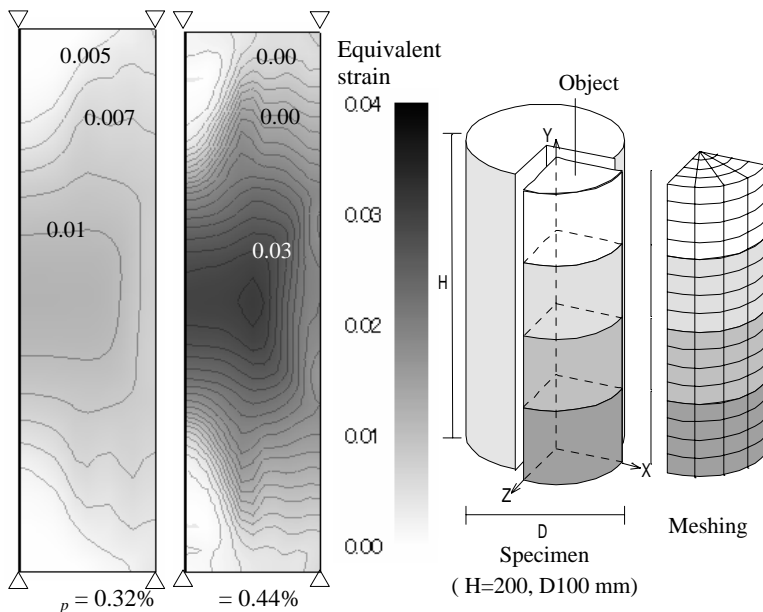 0.005
0.007
0.01
0.00
0.00
0.03
Equivalent
strain
0.04
0.03
0.02
0.01
0.00
p = 0.32%
= 0.44%
Object
Y
H
X
Z
D
Specimen
( H=200, D100 mm)
Meshing